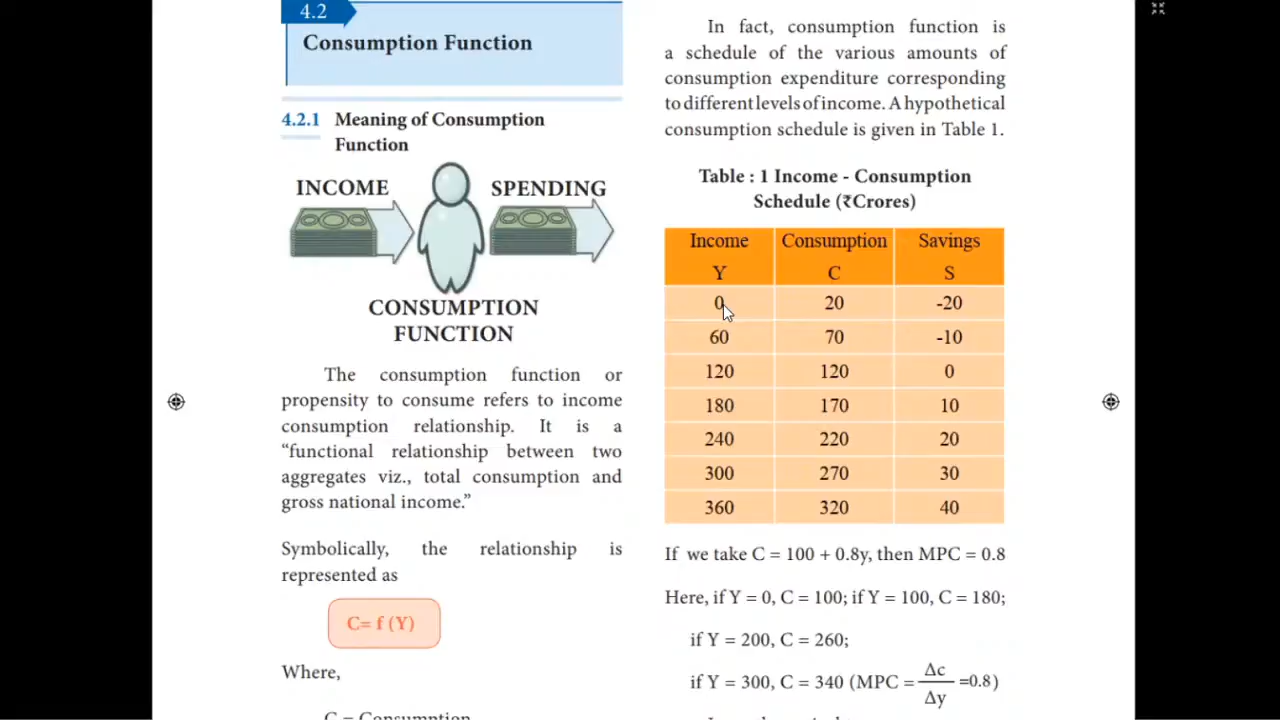 4.2
Consumption Function
4.2.1 Meaning of Consumption
Function
INCOME SPENDING
CONSUMPTION
FUNCTION
The consumption function or
propensity to consume refers to income
consumption relationship. It is a
“functional relationship between two
aggregates viz., total consumption and
gross national income.”
Symbolically, the relationship is
represented as
C= f (Y)
Where,
C = Consumption
In fact, consumption function is
a schedule of the various amounts of
consumption expenditure corresponding
to different levels of income. A hypothetical
consumption schedule is given in Table 1.
Table : 1 Income - Consumption
Schedule (₹Crores)
Income Consumption Savings
Y C S
0 20 -20
60 70 -10
120 120 0
180 170 10
240 220 20
300 270 30
360 320 40
If we take C = 100 + 0.8y, then MPC = 0.8
Here, if Y = 0, C = 100; if Y = 100, C = 180;
if Y = 200, C = 260;
if Y = 300, C = 340 (MPC = Δc/Δy =0.8)